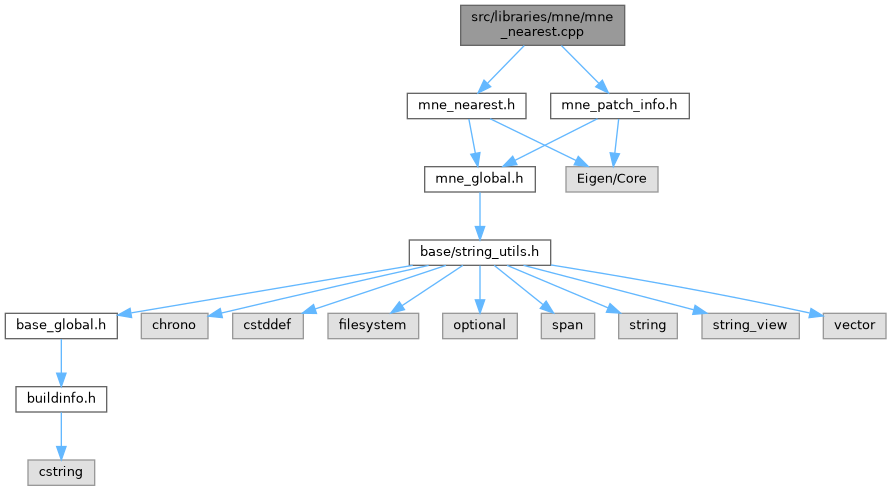 src/libraries/mne/mne
_nearest.cpp
mne_nearest.h
mne_patch_info.h
mne_global.h
Eigen/Core
base/string_utils.h
base_global.h
chrono
cstddef
filesystem
optional
span
string
string_view
vector
buildinfo.h
cstring